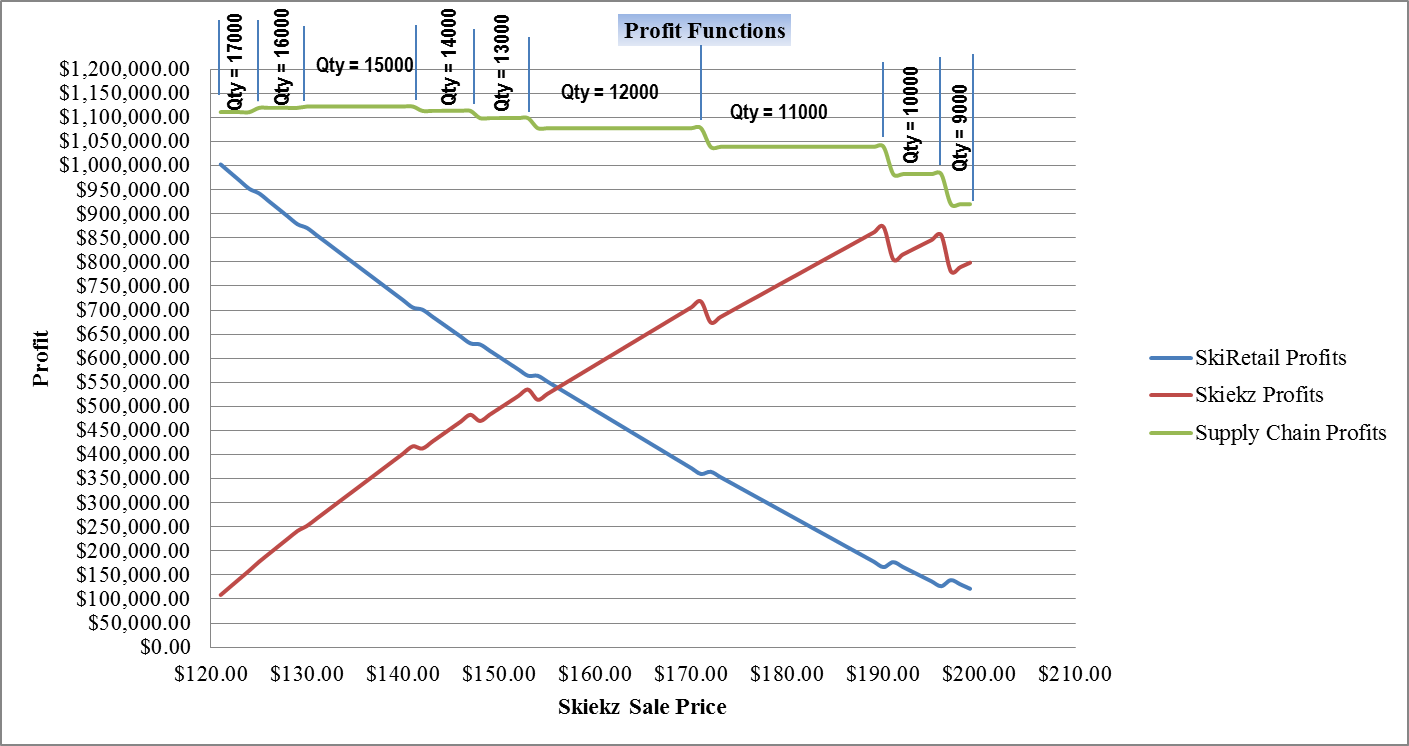 Profit Functions
Qty = 17000
Qty = 16000
Qty = 15000
Qty = 14000
Qty = 13000
Qty = 12000
Qty = 11000
Qty = 10000
Qty = 9000
$1,200,000.00
$1,150,000.00
$1,100,000.00
$1,050,000.00
$1,000,000.00
$950,000.00
$900,000.00
$850,000.00
$800,000.00
$750,000.00
$700,000.00
$650,000.00
$600,000.00
$550,000.00
$500,000.00
$450,000.00
$400,000.00
$350,000.00
$300,000.00
$250,000.00
$200,000.00
$150,000.00
$100,000.00
$50,000.00
$0.00
Profit
$120.00 $130.00 $140.00 $150.00 $160.00 $170.00 $180.00 $190.00 $200.00 $210.00
Skiekz Sale Price
SkiRetail Profits
Skiekz Profits
Supply Chain Profits